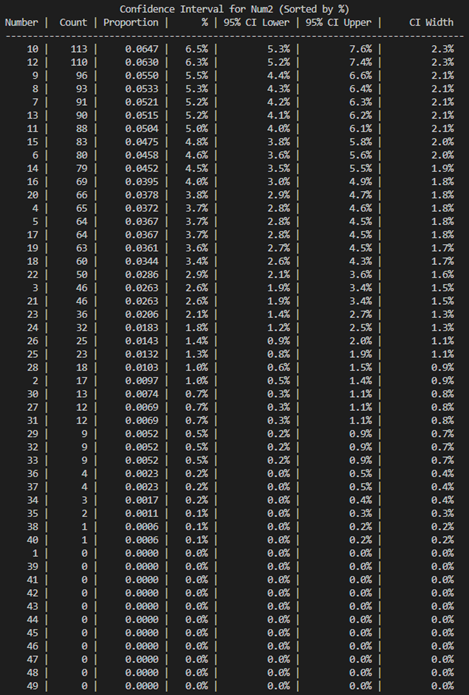 Confidence Interval for Num2 (Sorted by %)
Number | Count | Proportion | % | 95% CI Lower | 95% CI Upper | CI Width
--------------------------------------------------------------------------------
10 | 113 | 0.0647 | 6.5% | 5.3% | 7.6% | 2.3%
12 | 110 | 0.0630 | 6.3% | 5.2% | 7.4% | 2.3%
9 | 96 | 0.0550 | 5.5% | 4.4% | 6.6% | 2.1%
8 | 93 | 0.0533 | 5.3% | 4.3% | 6.4% | 2.1%
7 | 91 | 0.0521 | 5.2% | 4.2% | 6.3% | 2.1%
13 | 90 | 0.0515 | 5.2% | 4.1% | 6.2% | 2.1%
11 | 88 | 0.0504 | 5.0% | 4.0% | 6.1% | 2.1%
15 | 83 | 0.0475 | 4.8% | 3.8% | 5.8% | 2.0%
6 | 80 | 0.0458 | 4.6% | 3.6% | 5.6% | 2.0%
14 | 79 | 0.0452 | 4.5% | 3.5% | 5.5% | 1.9%
16 | 69 | 0.0395 | 4.0% | 3.0% | 4.9% | 1.8%
20 | 66 | 0.0378 | 3.8% | 2.9% | 4.7% | 1.8%
4 | 65 | 0.0372 | 3.7% | 2.8% | 4.6% | 1.8%
5 | 64 | 0.0367 | 3.7% | 2.8% | 4.5% | 1.8%
17 | 64 | 0.0367 | 3.7% | 2.8% | 4.5% | 1.8%
19 | 63 | 0.0361 | 3.6% | 2.7% | 4.5% | 1.7%
18 | 60 | 0.0344 | 3.4% | 2.6% | 4.3% | 1.7%
22 | 50 | 0.0286 | 2.9% | 2.1% | 3.6% | 1.6%
3 | 46 | 0.0263 | 2.6% | 1.9% | 3.4% | 1.5%
21 | 46 | 0.0263 | 2.6% | 1.9% | 3.4% | 1.5%
23 | 36 | 0.0206 | 2.1% | 1.4% | 2.7% | 1.3%
24 | 32 | 0.0183 | 1.8% | 1.2% | 2.5% | 1.3%
26 | 25 | 0.0143 | 1.4% | 0.9% | 2.0% | 1.1%
25 | 23 | 0.0132 | 1.3% | 0.8% | 1.9% | 1.1%
28 | 18 | 0.0103 | 1.0% | 0.6% | 1.5% | 0.9%
2 | 17 | 0.0097 | 1.0% | 0.5% | 1.4% | 0.9%
30 | 13 | 0.0074 | 0.7% | 0.3% | 1.1% | 0.8%
27 | 12 | 0.0069 | 0.7% | 0.3% | 1.1% | 0.8%
31 | 12 | 0.0069 | 0.7% | 0.3% | 1.1% | 0.8%
29 | 9 | 0.0052 | 0.5% | 0.2% | 0.9% | 0.7%
32 | 9 | 0.0052 | 0.5% | 0.2% | 0.9% | 0.7%
33 | 9 | 0.0052 | 0.5% | 0.2% | 0.9% | 0.7%
36 | 4 | 0.0023 | 0.2% | 0.0% | 0.5% | 0.4%
37 | 4 | 0.0023 | 0.2% | 0.0% | 0.5% | 0.4%
34 | 3 | 0.0017 | 0.2% | 0.0% | 0.4% | 0.4%
35 | 2 | 0.0011 | 0.1% | 0.0% | 0.3% | 0.3%
38 | 1 | 0.0006 | 0.1% | 0.0% | 0.2% | 0.2%
40 | 1 | 0.0006 | 0.1% | 0.0% | 0.2% | 0.2%
1 | 0 | 0.0000 | 0.0% | 0.0% | 0.0% | 0.0%
39 | 0 | 0.0000 | 0.0% | 0.0% | 0.0% | 0.0%
41 | 0 | 0.0000 | 0.0% | 0.0% | 0.0% | 0.0%
42 | 0 | 0.0000 | 0.0% | 0.0% | 0.0% | 0.0%
43 | 0 | 0.0000 | 0.0% | 0.0% | 0.0% | 0.0%
44 | 0 | 0.0000 | 0.0% | 0.0% | 0.0% | 0.0%
45 | 0 | 0.0000 | 0.0% | 0.0% | 0.0% | 0.0%
46 | 0 | 0.0000 | 0.0% | 0.0% | 0.0% | 0.0%
47 | 0 | 0.0000 | 0.0% | 0.0% | 0.0% | 0.0%
48 | 0 | 0.0000 | 0.0% | 0.0% | 0.0% | 0.0%
49 | 0 | 0.0000 | 0.0% | 0.0% | 0.0% | 0.0%